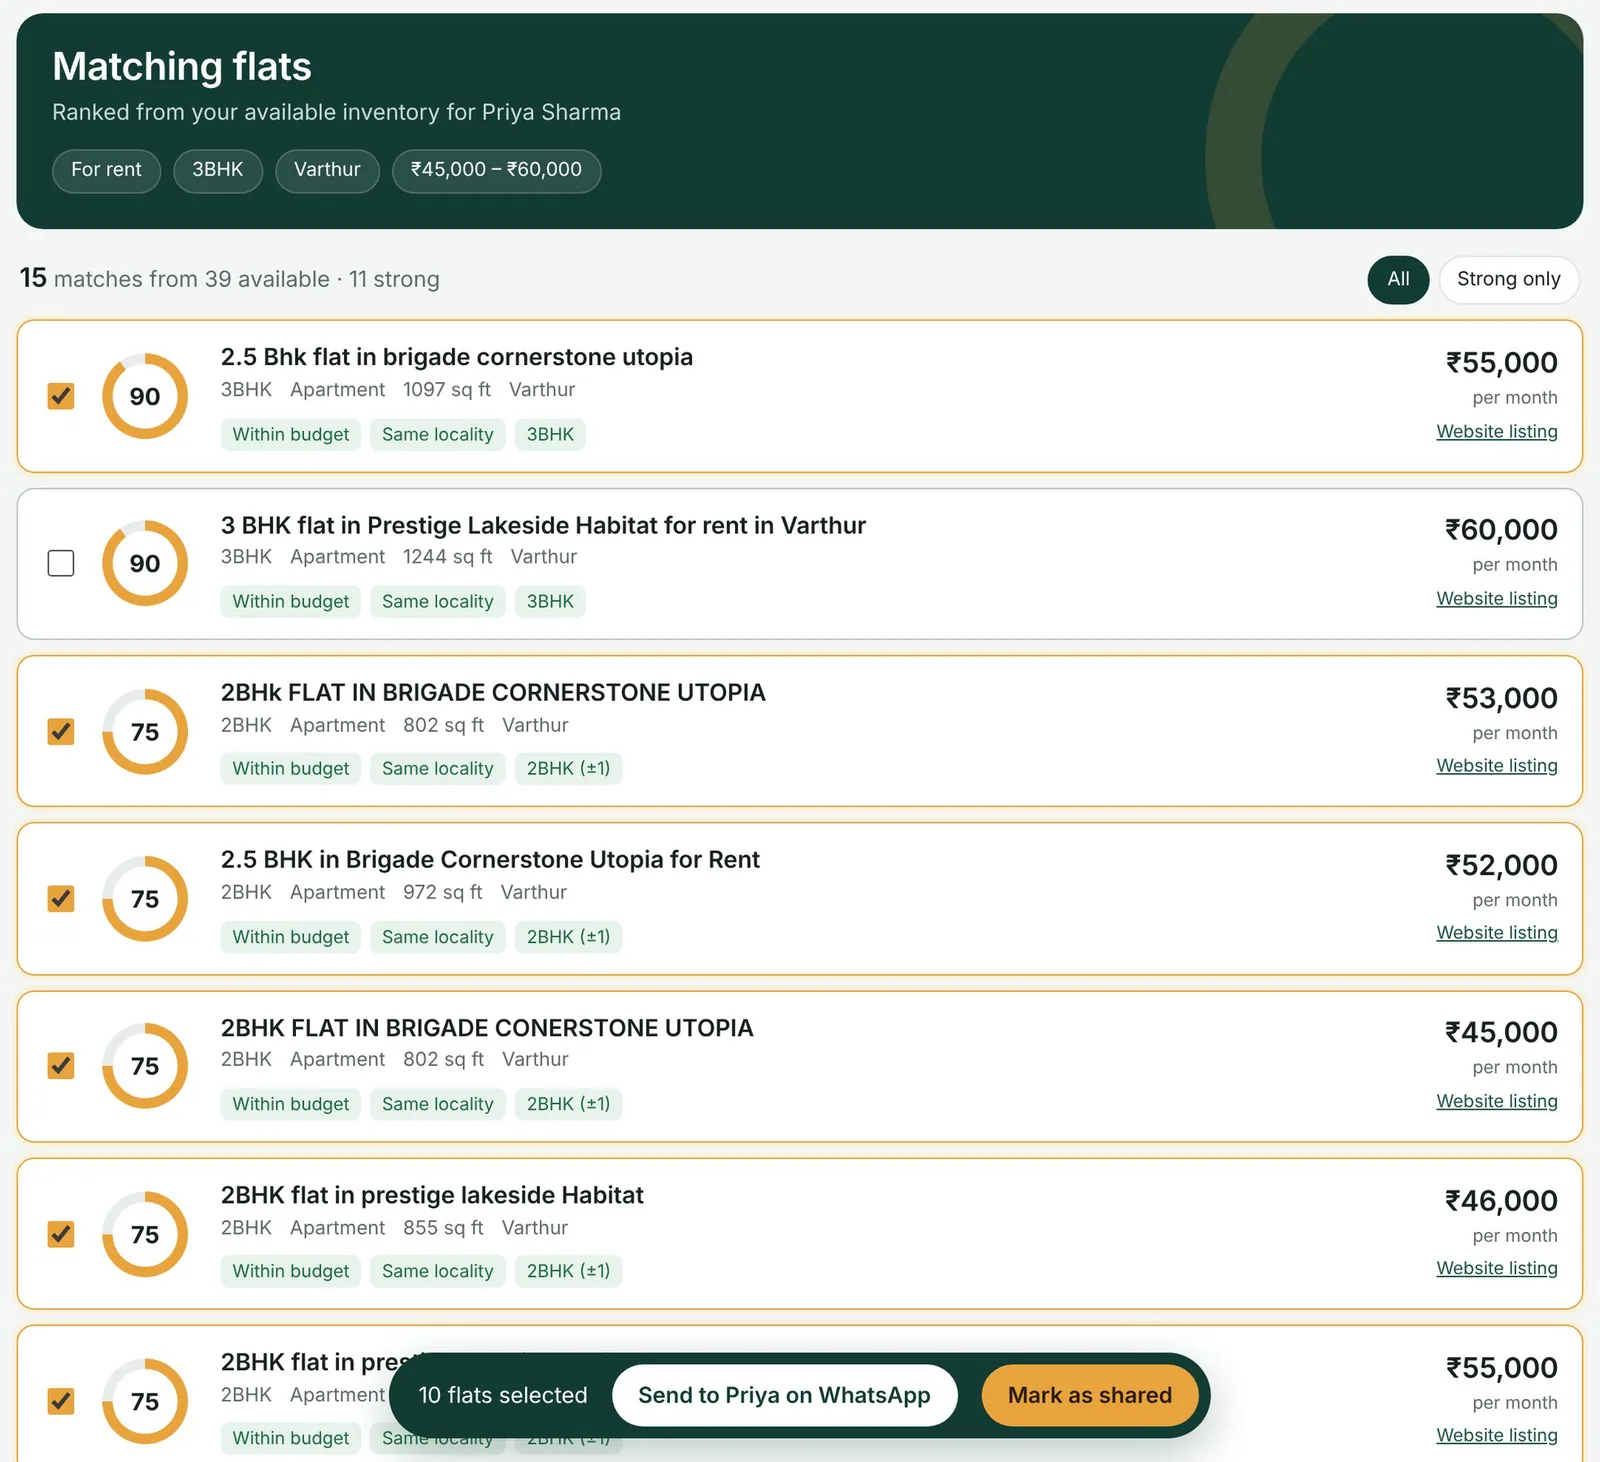 Matching flats
Ranked from your available inventory for Priya Sharma
For rent 3BHK Varthur ₹45,000 – ₹60,000
15 matches from 39 available · 11 strong All Strong only
2.5 Bhk flat in brigade cornerstone utopia ₹55,000
90 3BHK Apartment 1097 sq ft Varthur per month
Within budget Same locality 3BHK Website listing
3 BHK flat in Prestige Lakeside Habitat for rent in Varthur ₹60,000
90 3BHK Apartment 1244 sq ft Varthur per month
Within budget Same locality 3BHK Website listing
2BHk FLAT IN BRIGADE CORNERSTONE UTOPIA ₹53,000
75 2BHK Apartment 802 sq ft Varthur per month
Within budget Same locality 2BHK (±1) Website listing
2.5 BHK in Brigade Cornerstone Utopia for Rent ₹52,000
75 2BHK Apartment 972 sq ft Varthur per month
Within budget Same locality 2BHK (±1) Website listing
2BHK FLAT IN BRIGADE CONERSTONE UTOPIA ₹45,000
75 2BHK Apartment 802 sq ft Varthur per month
Within budget Same locality 2BHK (±1) Website listing
2BHK flat in prestige lakeside Habitat ₹46,000
75 2BHK Apartment 855 sq ft Varthur per month
Within budget Same locality 2BHK (±1) Website listing
2BHK flat in ₹55,000
75 2BHK Apartment per month
Within budget Same locality 2BHK (±1) Website listing
10 flats selected Send to Priya on WhatsApp Mark as shared